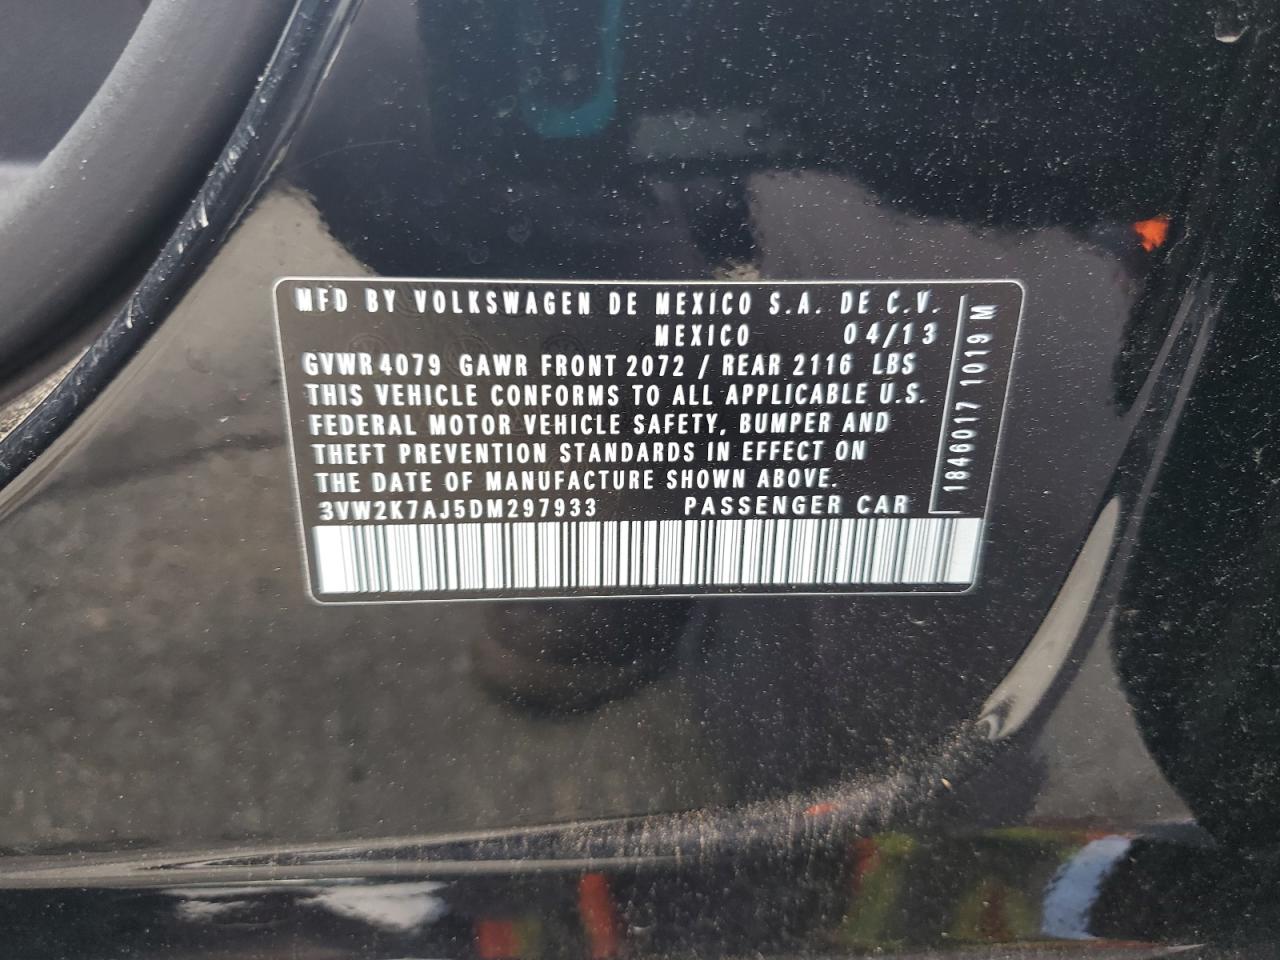 MFD BY VOLKSWAGEN DE MEXICO S.A. DE C.V.
MEXICO 04/13
GVWR 4079 GAWR FRONT 2072 / REAR 2116 LBS
THIS VEHICLE CONFORMS TO ALL APPLICABLE U.S.
FEDERAL MOTOR VEHICLE SAFETY, BUMPER AND
THEFT PREVENTION STANDARDS IN EFFECT ON
THE DATE OF MANUFACTURE SHOWN ABOVE.
3VW2K7AJ5DM297933 PASSENGER CAR
1846017 1019 M